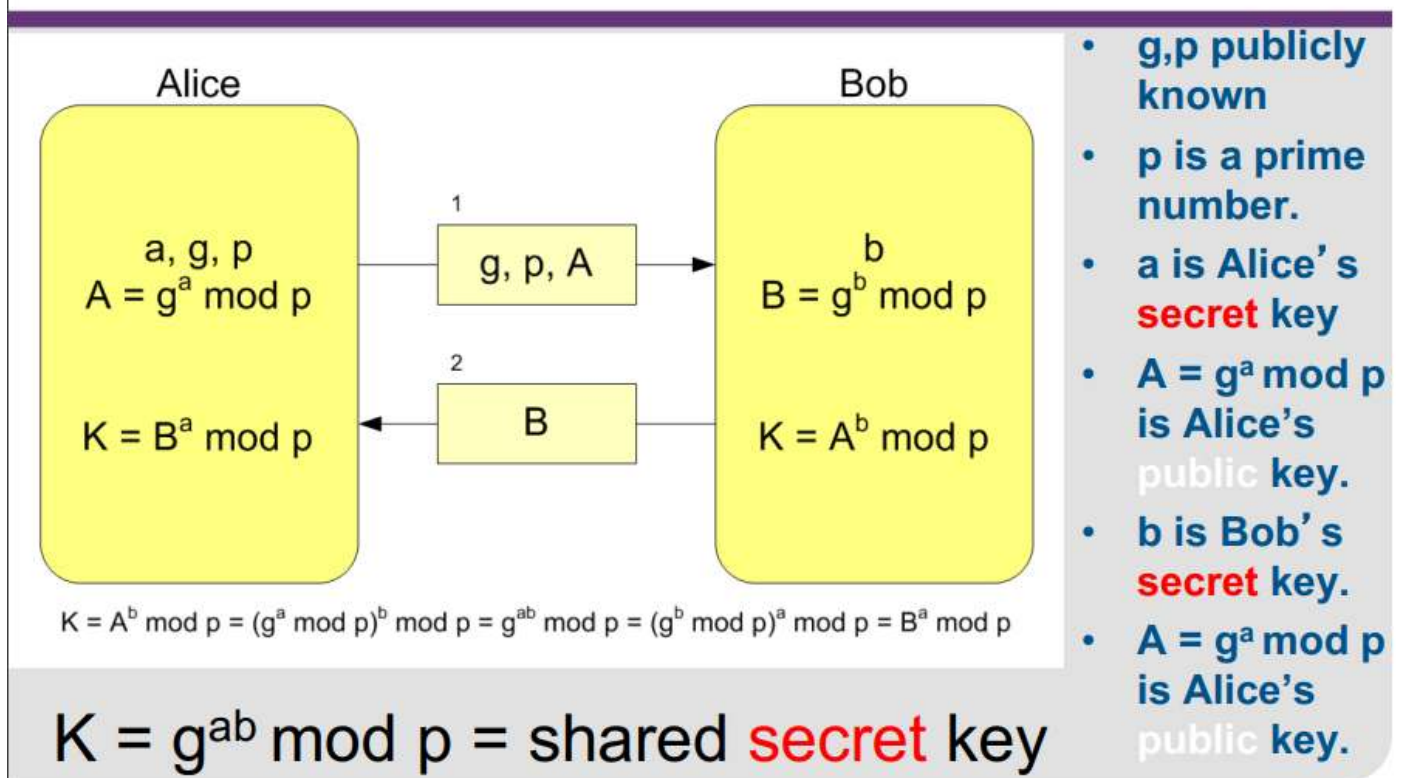 Alice
a, g, p
A = gᵃ mod p
K = Bᵃ mod p
1
g, p, A
2
B
Bob
b
B = gᵇ mod p
K = Aᵇ mod p
K = Aᵇ mod p = (gᵃ mod p)ᵇ mod p = gᵃᵇ mod p = (gᵇ mod p)ᵃ mod p = Bᵃ mod p
K = gᵃᵇ mod p = shared secret key
• g,p publicly
known
• p is a prime
number.
• a is Alice’s
secret key
• A = gᵃ mod p
is Alice’s
public key.
• b is Bob’s
secret key.
• A = gᵃ mod p
is Alice’s
public key.